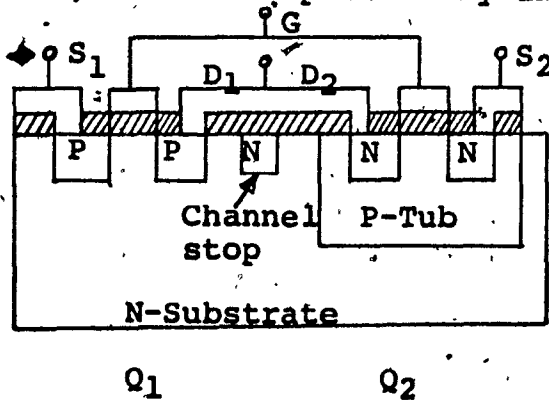 G
S1 D1 D2 S2
P P N N N
Channel P-Tub
stop
N-Substrate
Q1 Q2